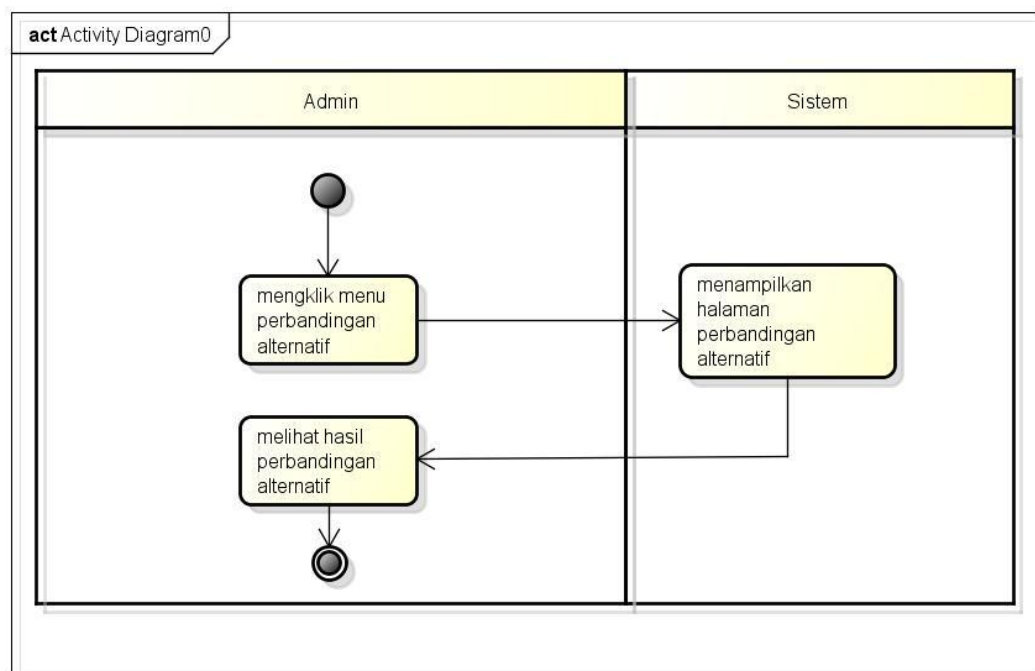 act Activity Diagram0
Admin
Sistem
mengklik menu
perbandingan
alternatif
menampilkan
halaman
perbandingan
alternatif
melihat hasil
perbandingan
alternatif